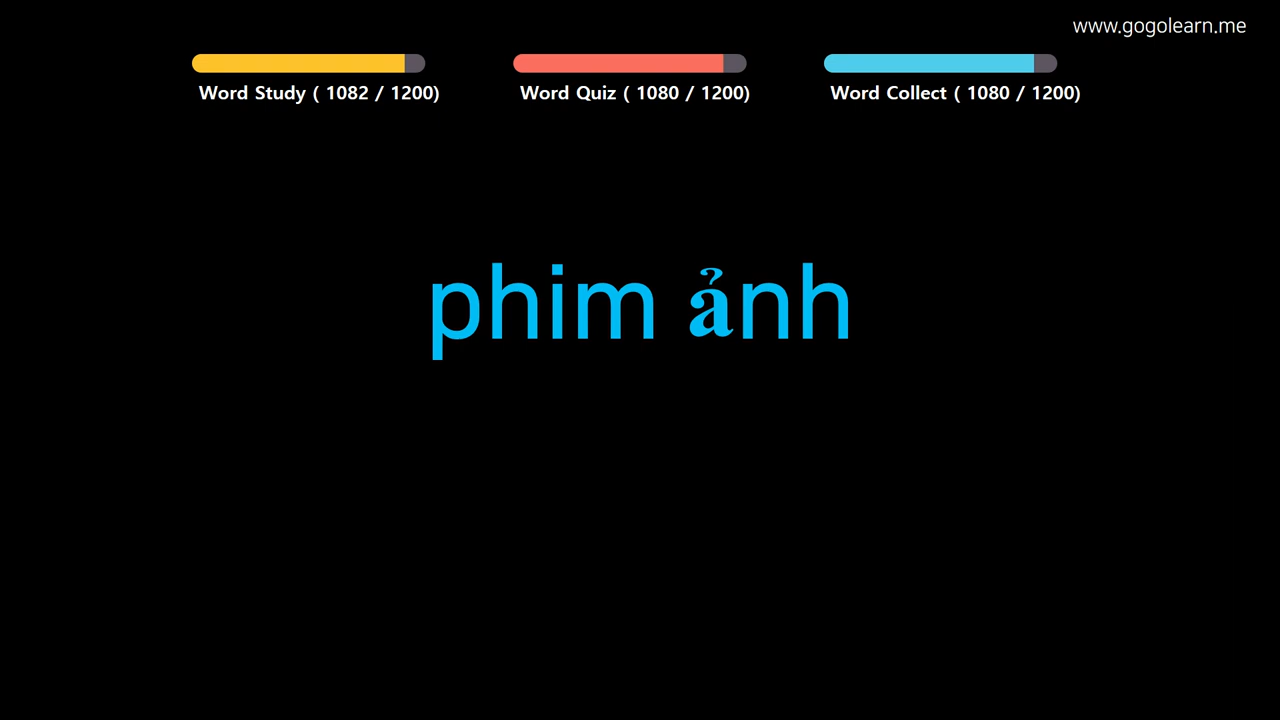 www.gogolearn.me
Word Study ( 1082 / 1200)
Word Quiz ( 1080 / 1200)
Word Collect ( 1080 / 1200)
phim ảnh